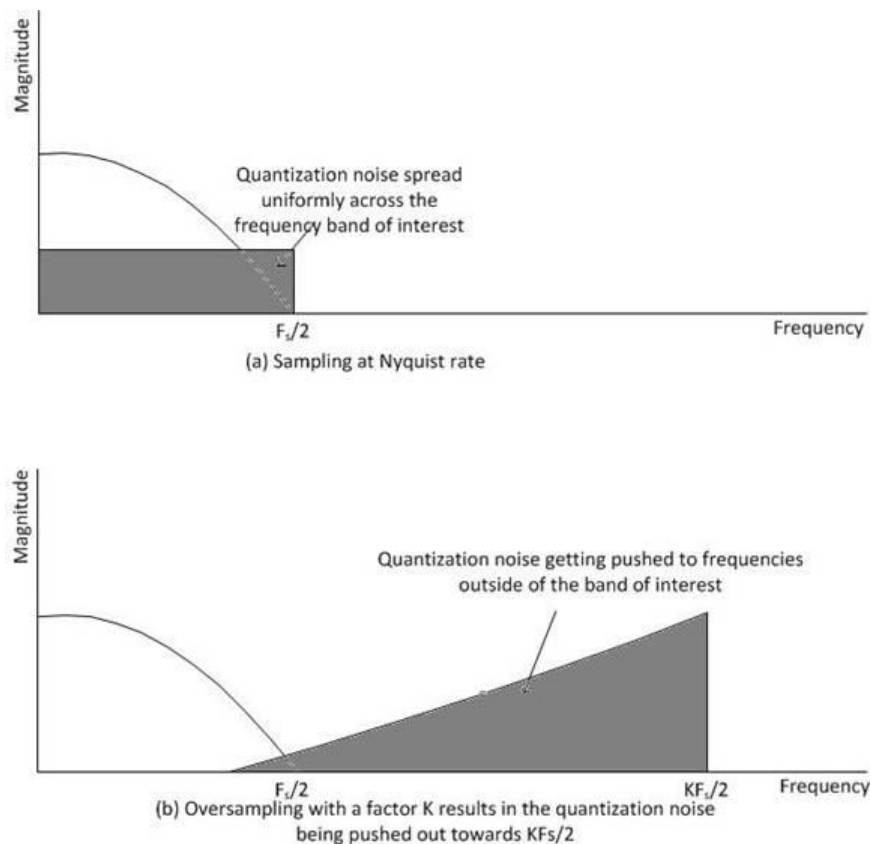 Magnitude
Quantization noise spread
uniformly across the
frequency band of interest
Fs/2
Frequency
(a) Sampling at Nyquist rate
Magnitude
Quantization noise getting pushed to frequencies
outside of the band of interest
Fs/2
KFs/2
Frequency
(b) Oversampling with a factor K results in the quantization noise
being pushed out towards KFs/2